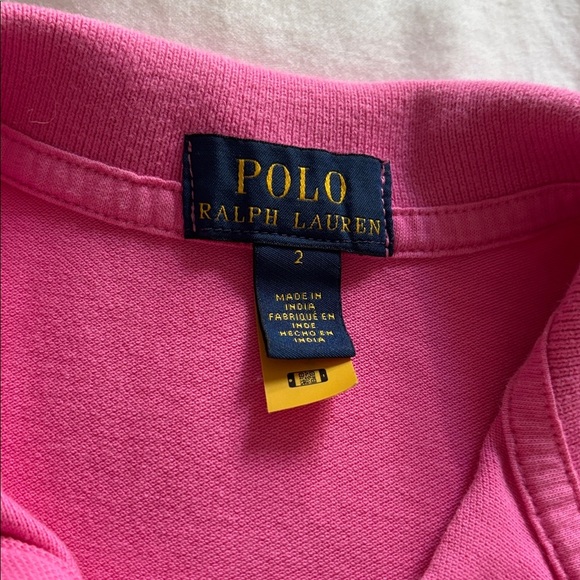 POLO
RALPH LAUREN
2
MADE IN
INDIA
FABRIQUÉ EN
INDE
HECHO EN
INDIA